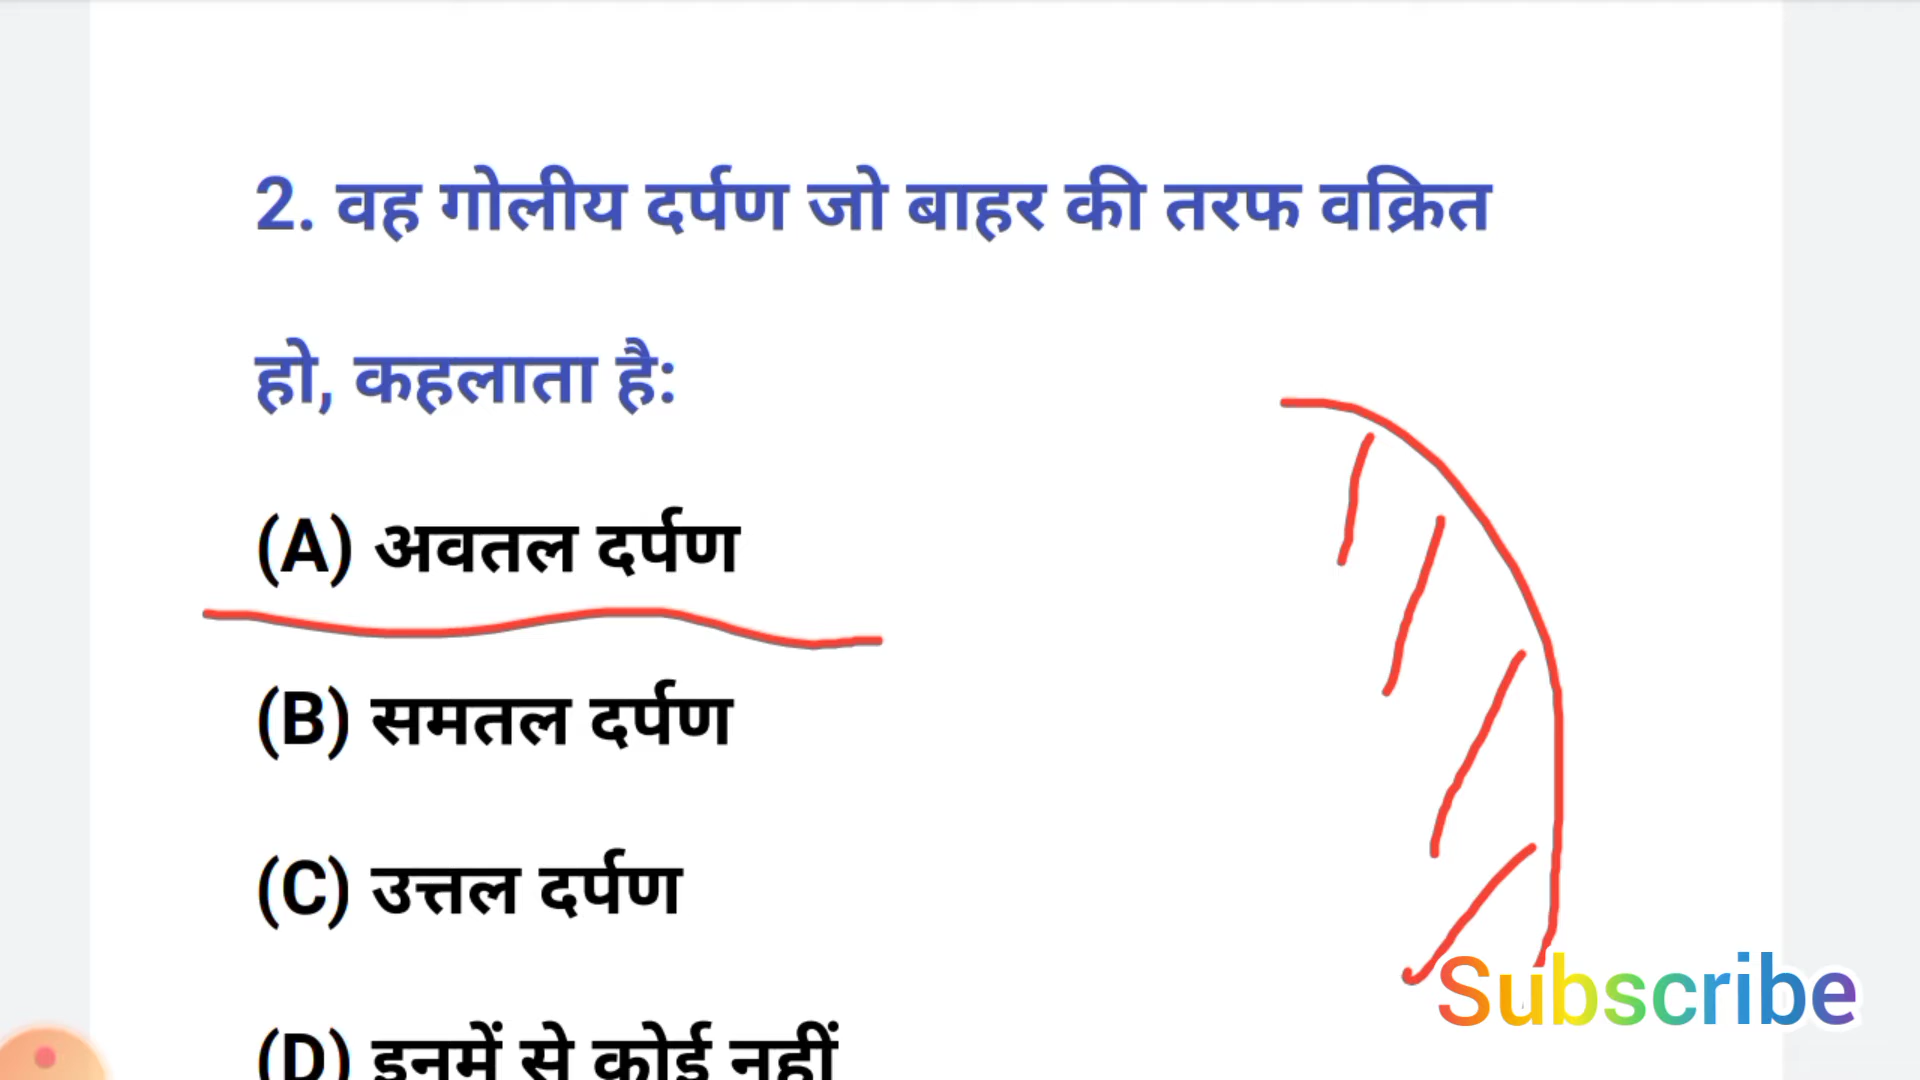 2. वह गोलीय दर्पण जो बाहर की तरफ वक्रित
हो, कहलाता है:
(A) अवतल दर्पण
(B) समतल दर्पण
(C) उत्तल दर्पण
(D) इनमें से कोई नहीं
Subscribe